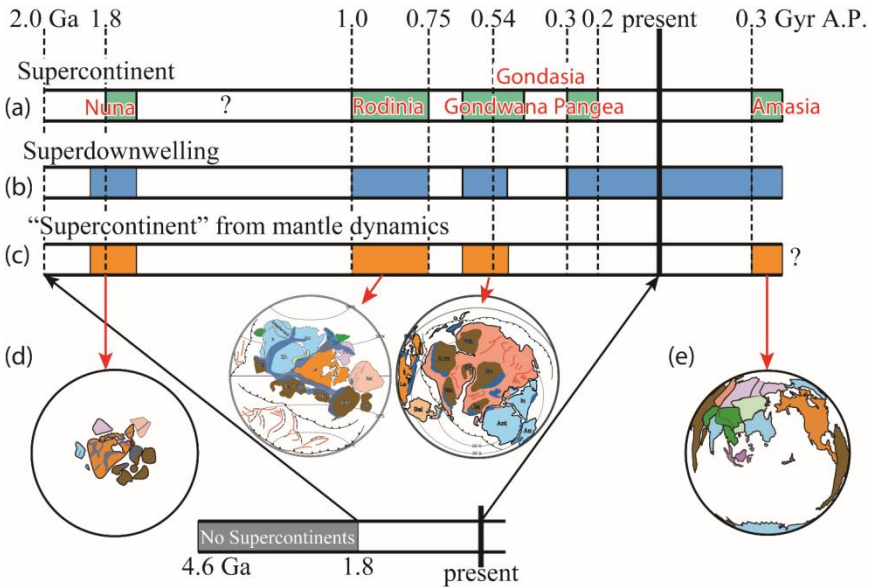 2.0 Ga 1.8 1.0 0.75 0.54 0.3 0.2 present 0.3 Gyr A.P.
Supercontinent
Gondasia
(a) Nuna ? Rodinia Gondwana Pangea Amasia
Superdownwelling
(b)
“Supercontinent” from mantle dynamics
(c) ?
(d) (e)
No Supercontinents
4.6 Ga 1.8 present